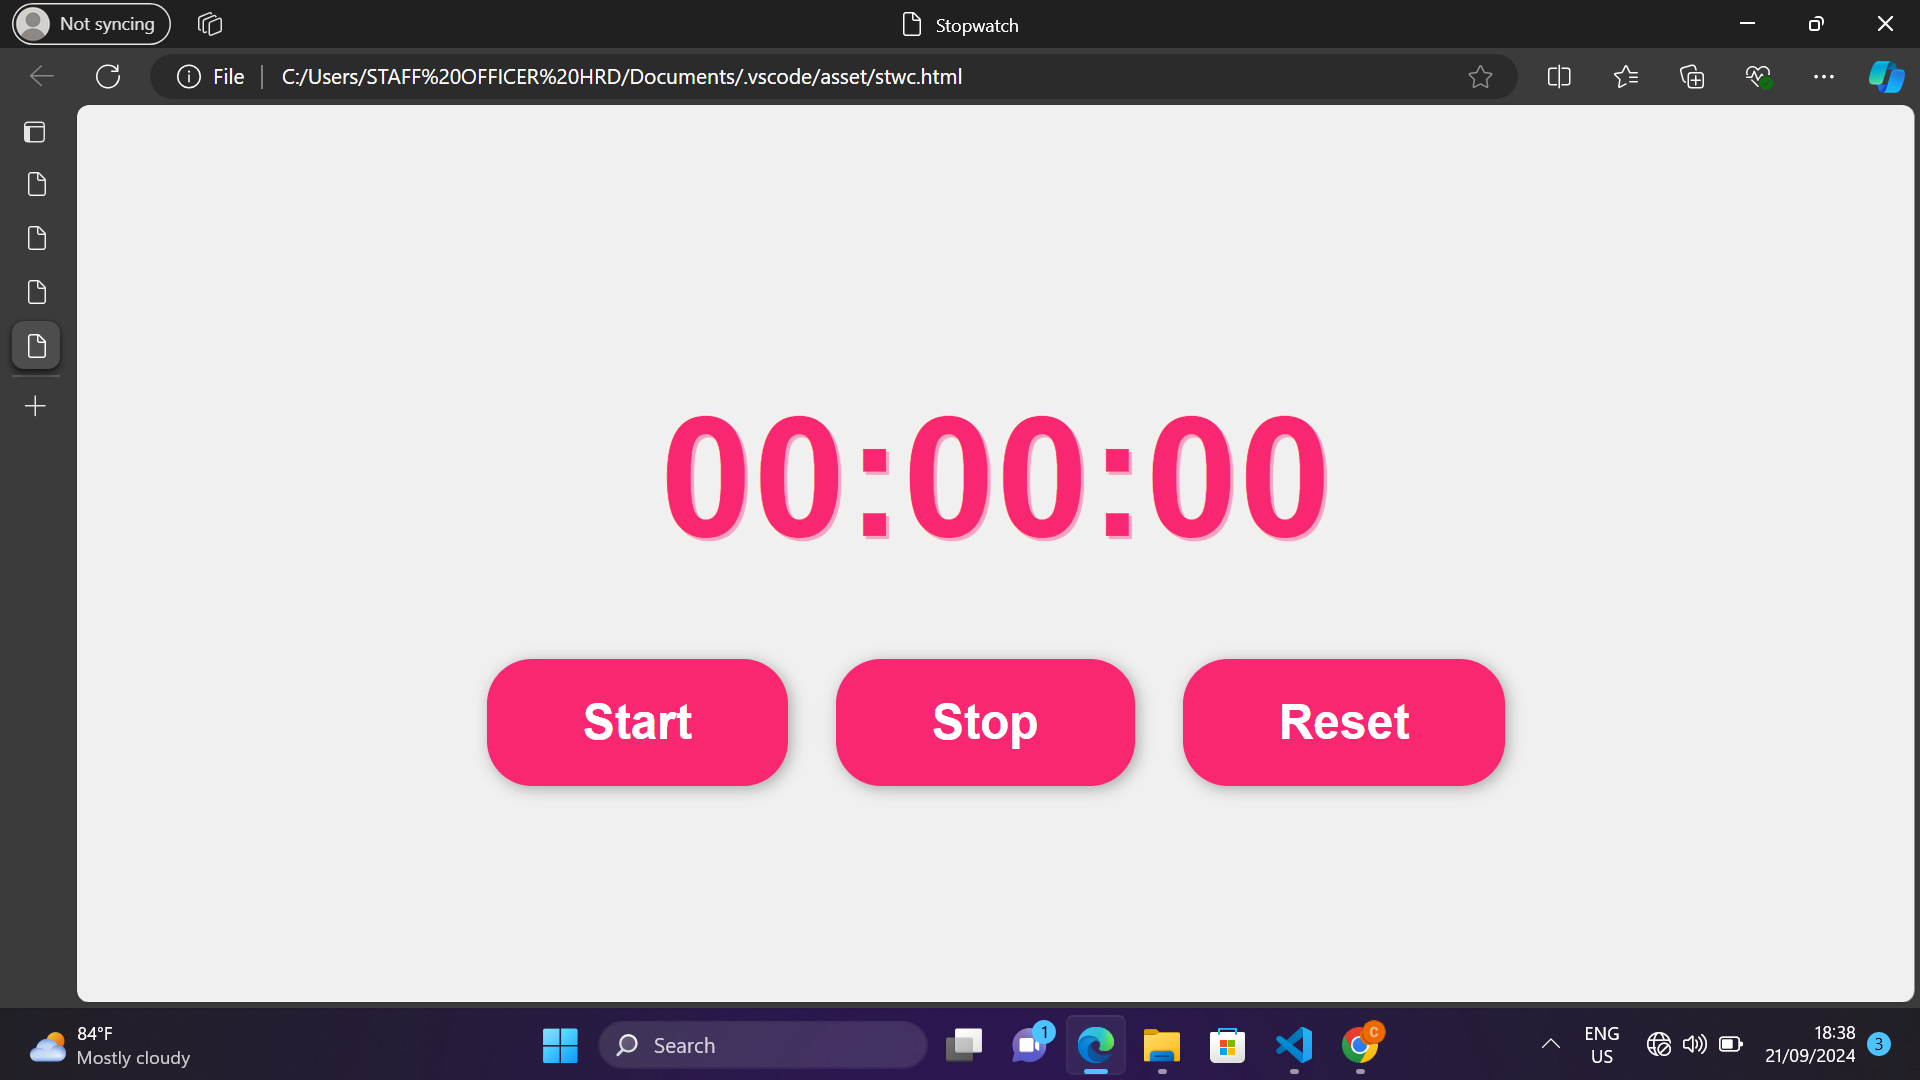 Not syncing
Stopwatch
File
C:/Users/STAFF%20OFFICER%20HRD/Documents/.vscode/asset/stwc.html
00:00:00
Start Stop Reset
84°F
Mostly cloudy
Search
1
C
ENG
US
18:38
21/09/2024
3